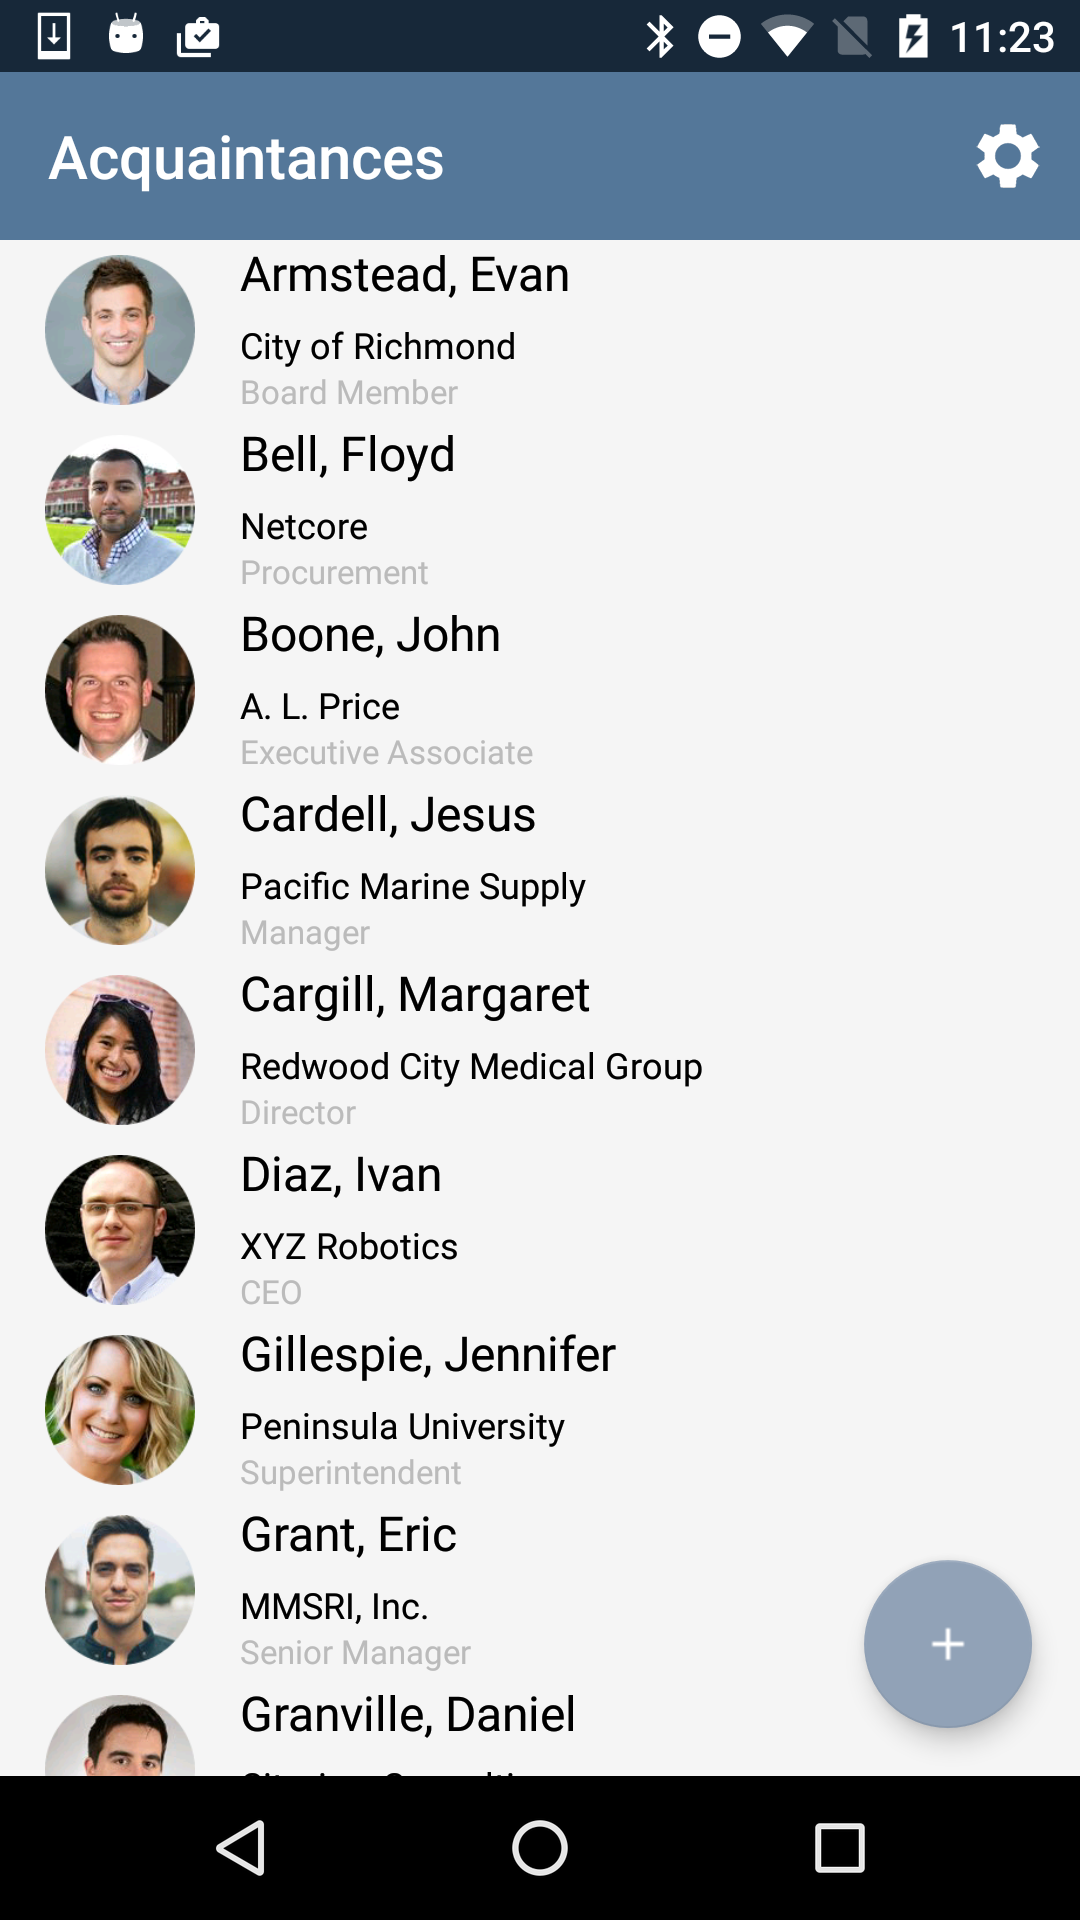 11:23
Acquaintances
Armstead, Evan
City of Richmond
Board Member
Bell, Floyd
Netcore
Procurement
Boone, John
A. L. Price
Executive Associate
Cardell, Jesus
Pacific Marine Supply
Manager
Cargill, Margaret
Redwood City Medical Group
Director
Diaz, Ivan
XYZ Robotics
CEO
Gillespie, Jennifer
Peninsula University
Superintendent
Grant, Eric
MMSRI, Inc.
Senior Manager
Granville, Daniel